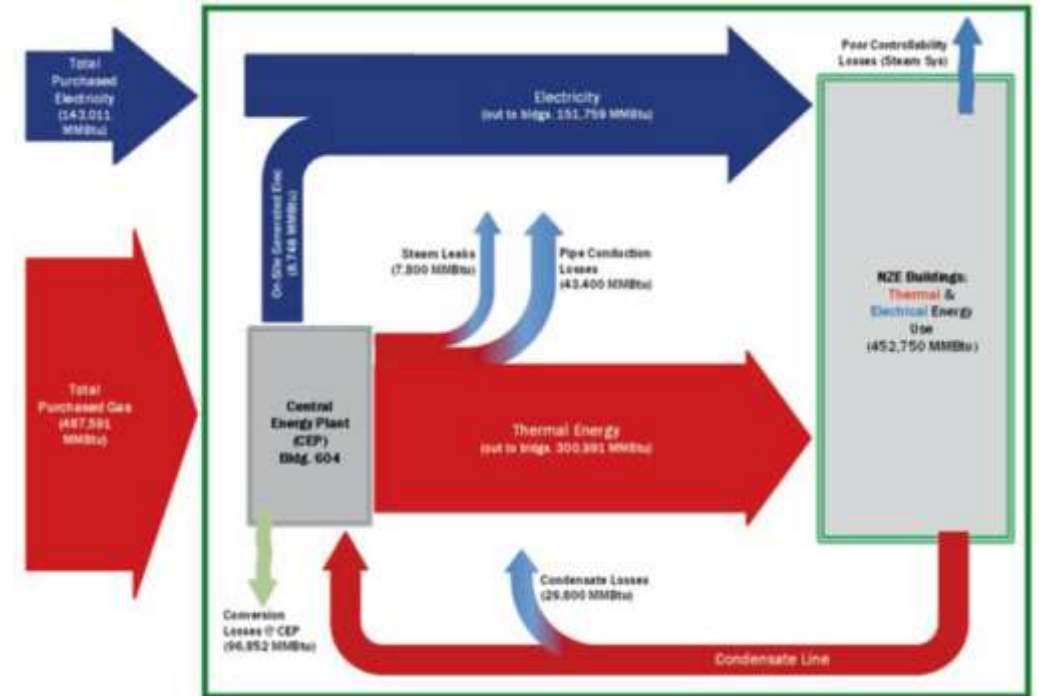 Total
Purchased
Electricity
(143,011
MMBtu)
Electricity
(out to bldgs. 151,759 MMBtu)
Poor Controllability
Losses (Steam Sys)
On-Site Generated Elec
(8,748 MMBtu)
Steam Leaks
(7,800 MMBtu)
Pipe Conduction
Losses
(43,400 MMBtu)
NZE Buildings:
Thermal &
Electrical Energy
Use
(452,750 MMBtu)
Total
Purchased Gas
(487,591
MMBtu)
Central
Energy Plant
(CEP)
Bldg. 604
Thermal Energy
(out to bldgs. 300,991 MMBtu)
Condensate Losses
(29,800 MMBtu)
Conversion
Losses @ CEP
(96,852 MMBtu)
Condensate Line